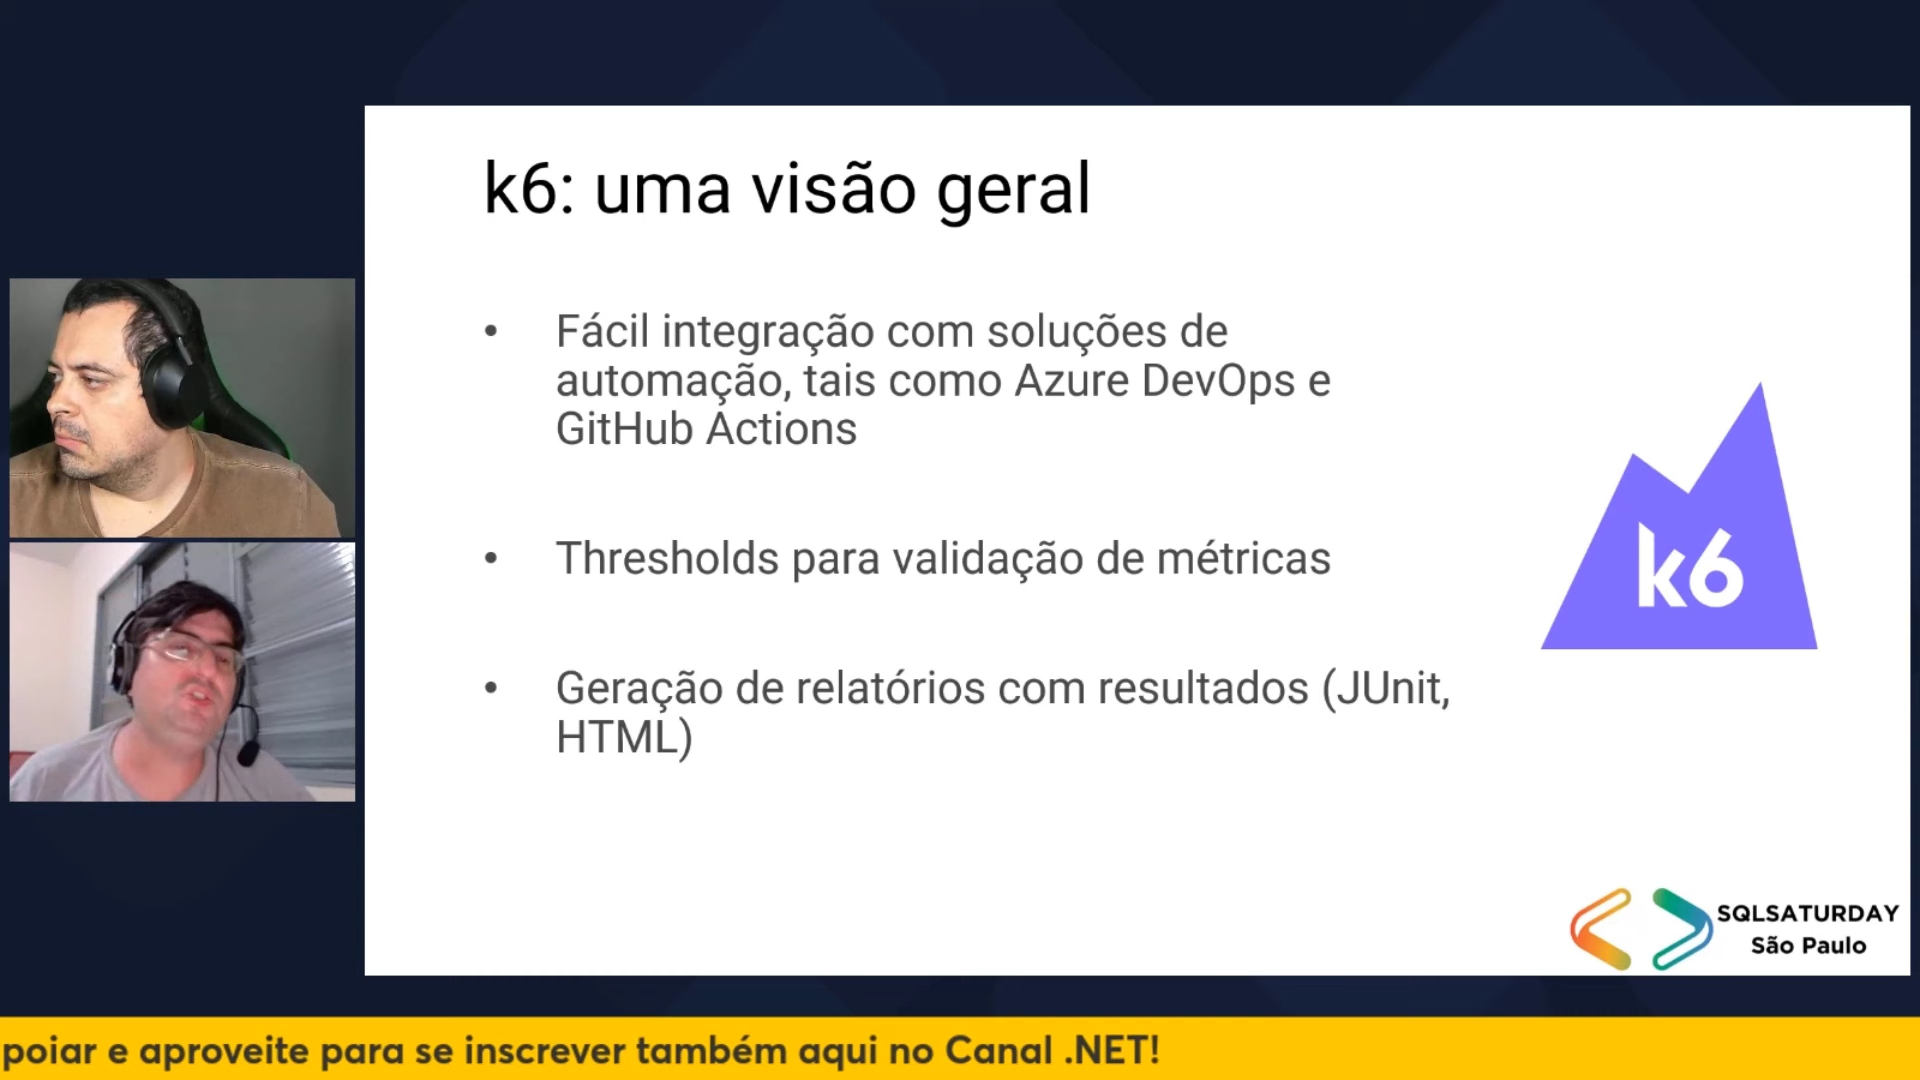 k6: uma visão geral
• Fácil integração com soluções de
automação, tais como Azure DevOps e
GitHub Actions
• Thresholds para validação de métricas
• Geração de relatórios com resultados (JUnit,
HTML)
k6
SQLSATURDAY
São Paulo
poiar e aproveite para se inscrever também aqui no Canal .NET!